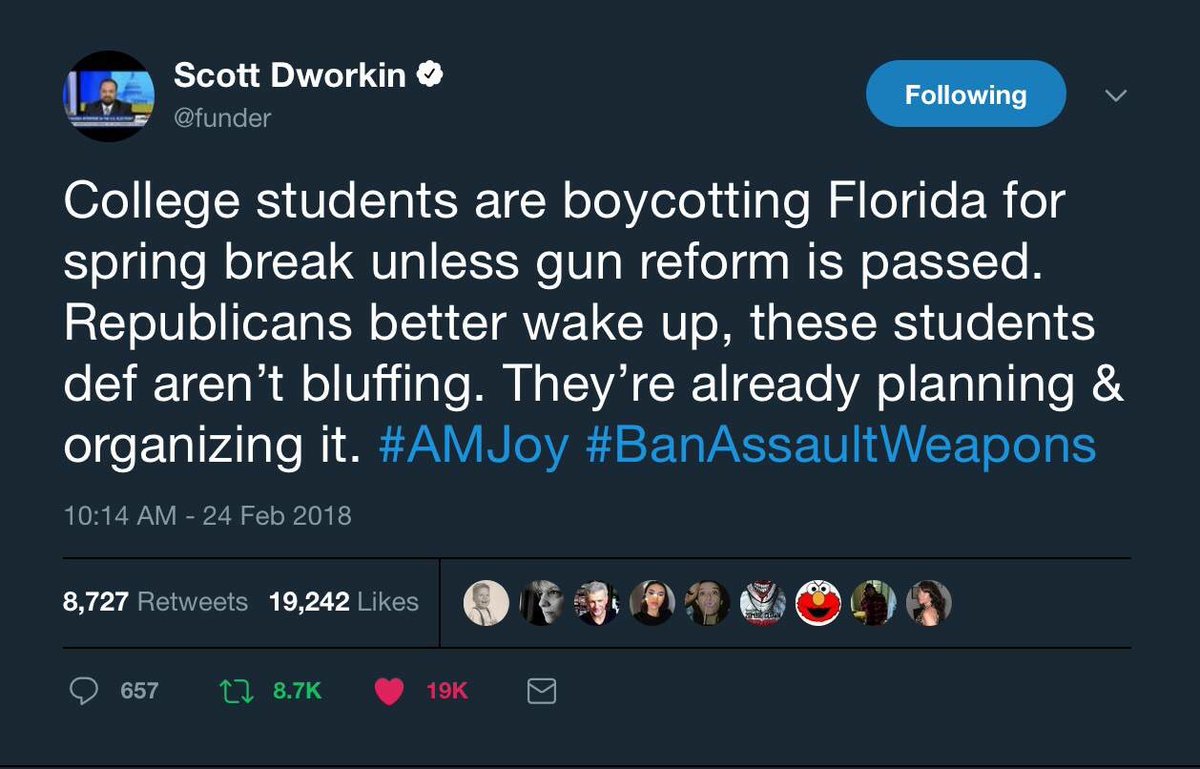 Scott Dworkin
@funder
Following
College students are boycotting Florida for
spring break unless gun reform is passed.
Republicans better wake up, these students
def aren’t bluffing. They’re already planning &
organizing it. #AMJoy #BanAssaultWeapons
10:14 AM - 24 Feb 2018
8,727 Retweets 19,242 Likes
657 8.7K 19K